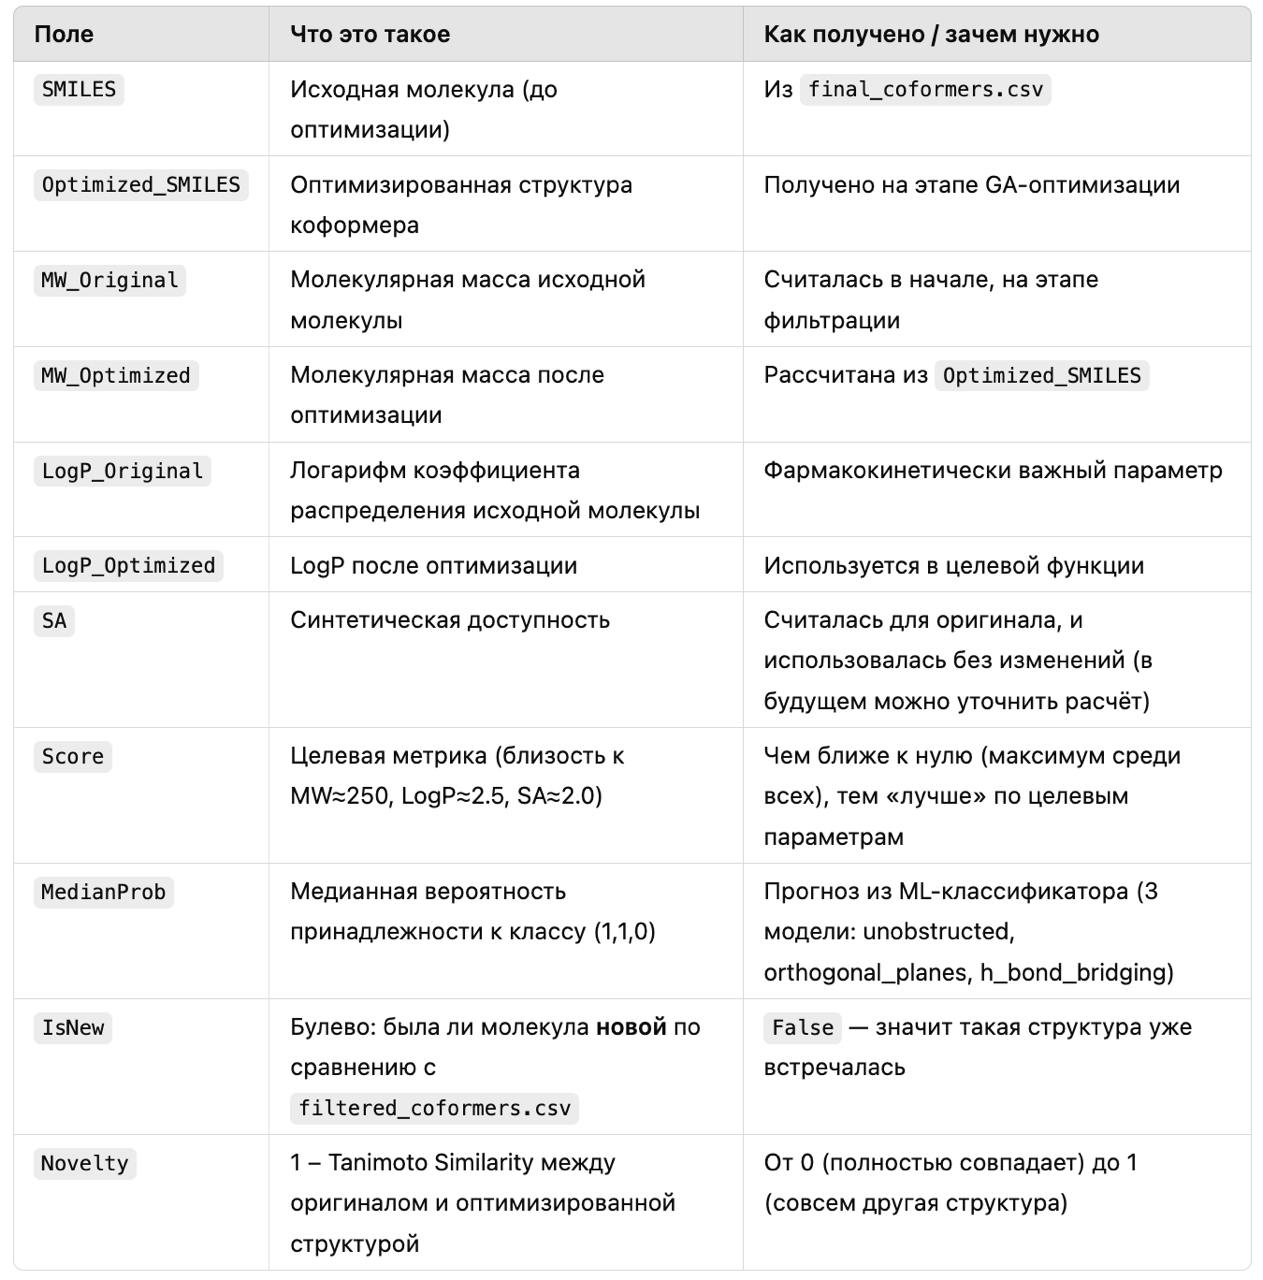 Поле Что это такое Как получено / зачем нужно
SMILES Исходная молекула (до Из final_coformers.csv
оптимизации)
Optimized_SMILES Оптимизированная структура Получено на этапе GA-оптимизации
коформера
MW_Original Молекулярная масса исходной Считалась в начале, на этапе
молекулы фильтрации
MW_Optimized Молекулярная масса после Рассчитана из Optimized_SMILES
оптимизации
LogP_Original Логарифм коэффициента Фармакокинетически важный параметр
распределения исходной молекулы
LogP_Optimized LogP после оптимизации Используется в целевой функции
SA Синтетическая доступность Считалась для оригинала, и
использовалась без изменений (в
будущем можно уточнить расчёт)
Score Целевая метрика (близость к Чем ближе к нулю (максимум среди
MW≈250, LogP≈2.5, SA≈2.0) всех), тем «лучше» по целевым
параметрам
MedianProb Медианная вероятность Прогноз из ML-классификатора (3
принадлежности к классу (1,1,0) модели: unobstructed,
orthogonal_planes, h_bond_bridging)
IsNew Булево: была ли молекула новой по False — значит такая структура уже
сравнению с встречалась
filtered_coformers.csv
Novelty 1 – Tanimoto Similarity между От 0 (полностью совпадает) до 1
оригиналом и оптимизированной (совсем другая структура)
структурой